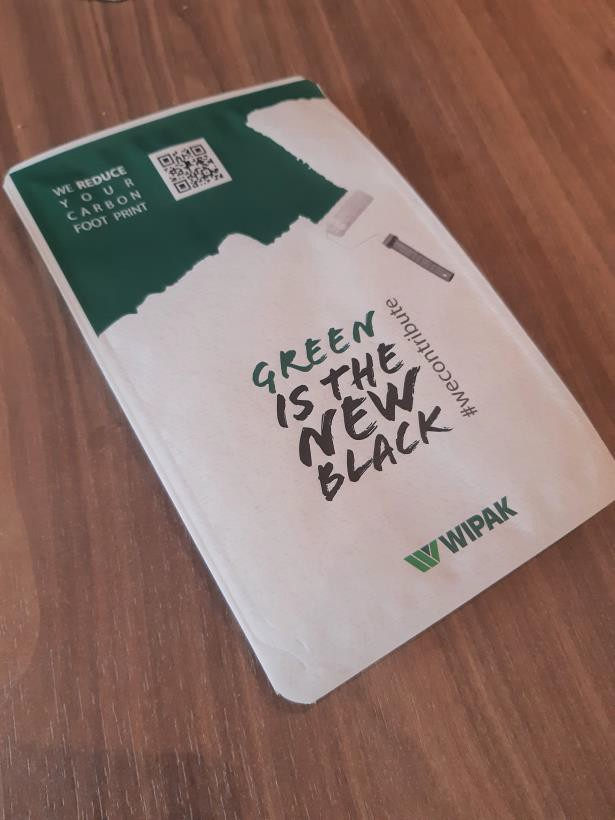 WE REDUCE
YOUR
CARBON
FOOT PRINT
GREEN
IS THE
NEW
BLACK
#wecontribute
WIPAK